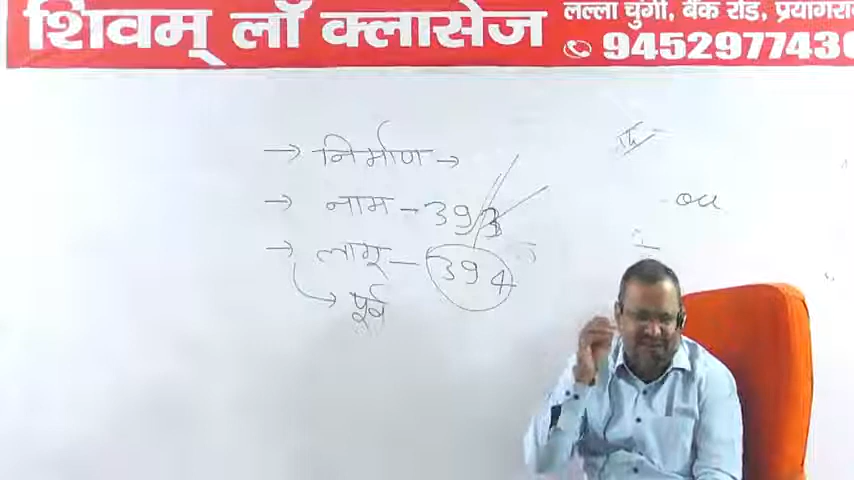 शिवम् लॉ क्लासेज
लल्ला चुंगी, बैंक रोड, प्रयागरा
9452977430
→ निर्माण →
→ नाम - 393
→ लागू - 394
→ पूर्व